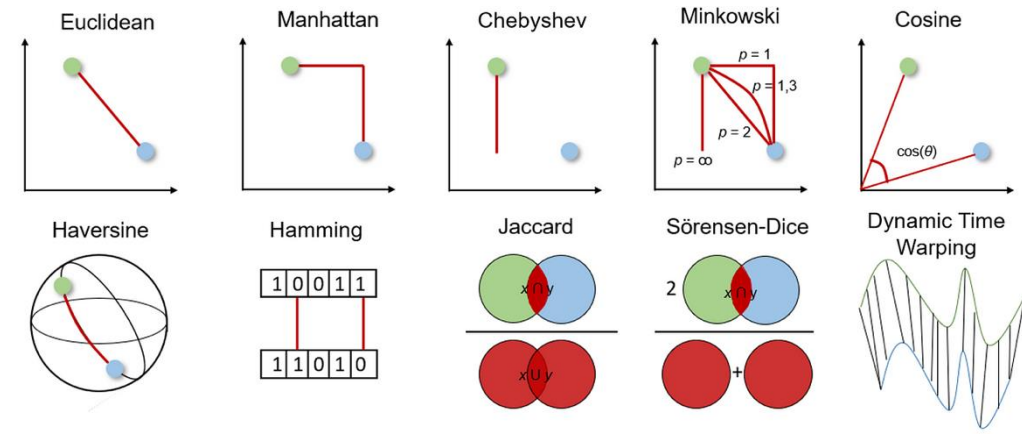 Euclidean
Manhattan
Chebyshev
Minkowski
Cosine
p = 1
p = 1,3
p = 2
p = ∞
cos(θ)
Haversine
Hamming
Jaccard
Sörensen-Dice
Dynamic Time
Warping
1 0 0 1 1
1 1 0 1 0
x ∩ y
x ∪ y
2
x ∩ y
+